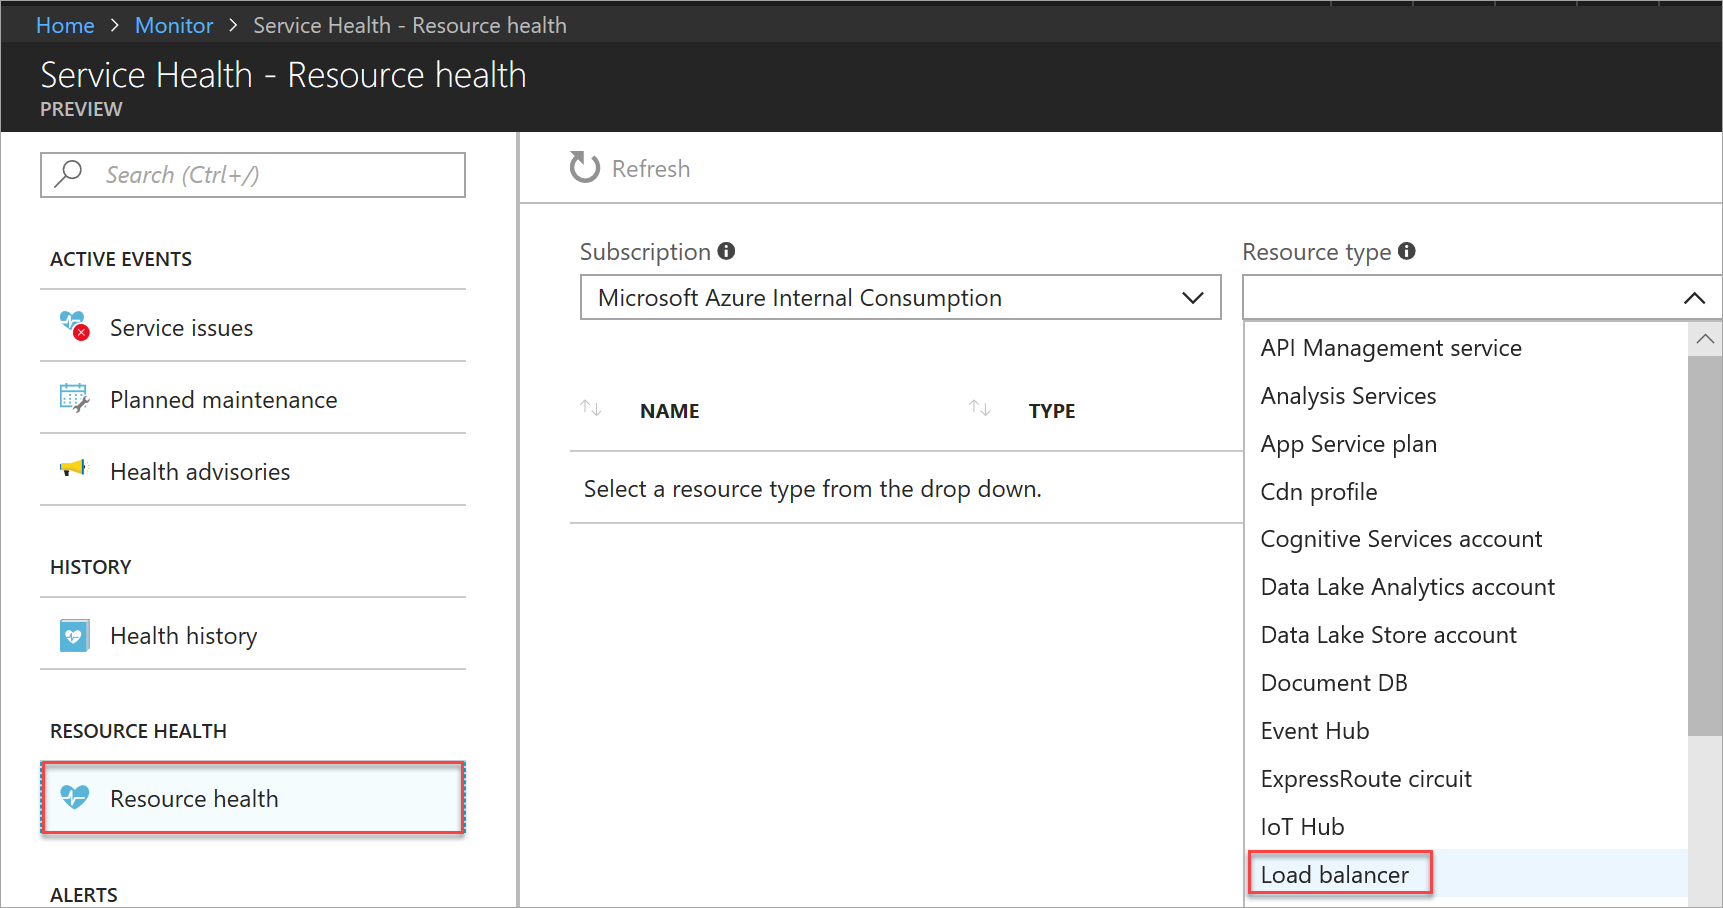 Home > Monitor > Service Health - Resource health
Service Health - Resource health
PREVIEW
Search (Ctrl+/)
ACTIVE EVENTS
Service issues
Planned maintenance
Health advisories
HISTORY
Health history
RESOURCE HEALTH
Resource health
ALERTS
Refresh
Subscription
Microsoft Azure Internal Consumption
NAME
TYPE
Select a resource type from the drop down.
Resource type
API Management service
Analysis Services
App Service plan
Cdn profile
Cognitive Services account
Data Lake Analytics account
Data Lake Store account
Document DB
Event Hub
ExpressRoute circuit
IoT Hub
Load balancer